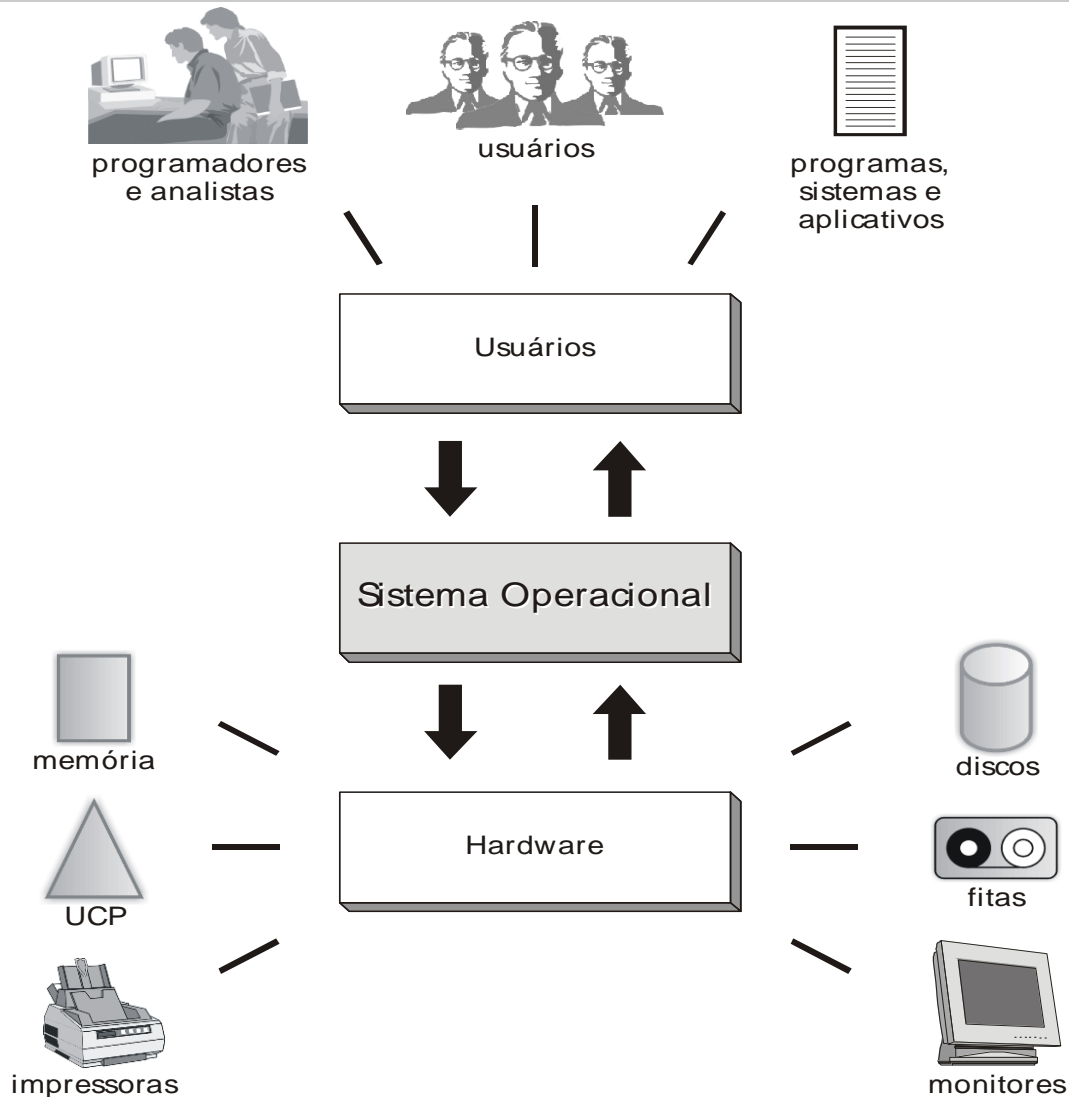 programadores
e analistas
usuários
programas,
sistemas e
aplicativos
Usuários
Sistema Operacional
memória
discos
Hardware
UCP
fitas
impressoras
monitores